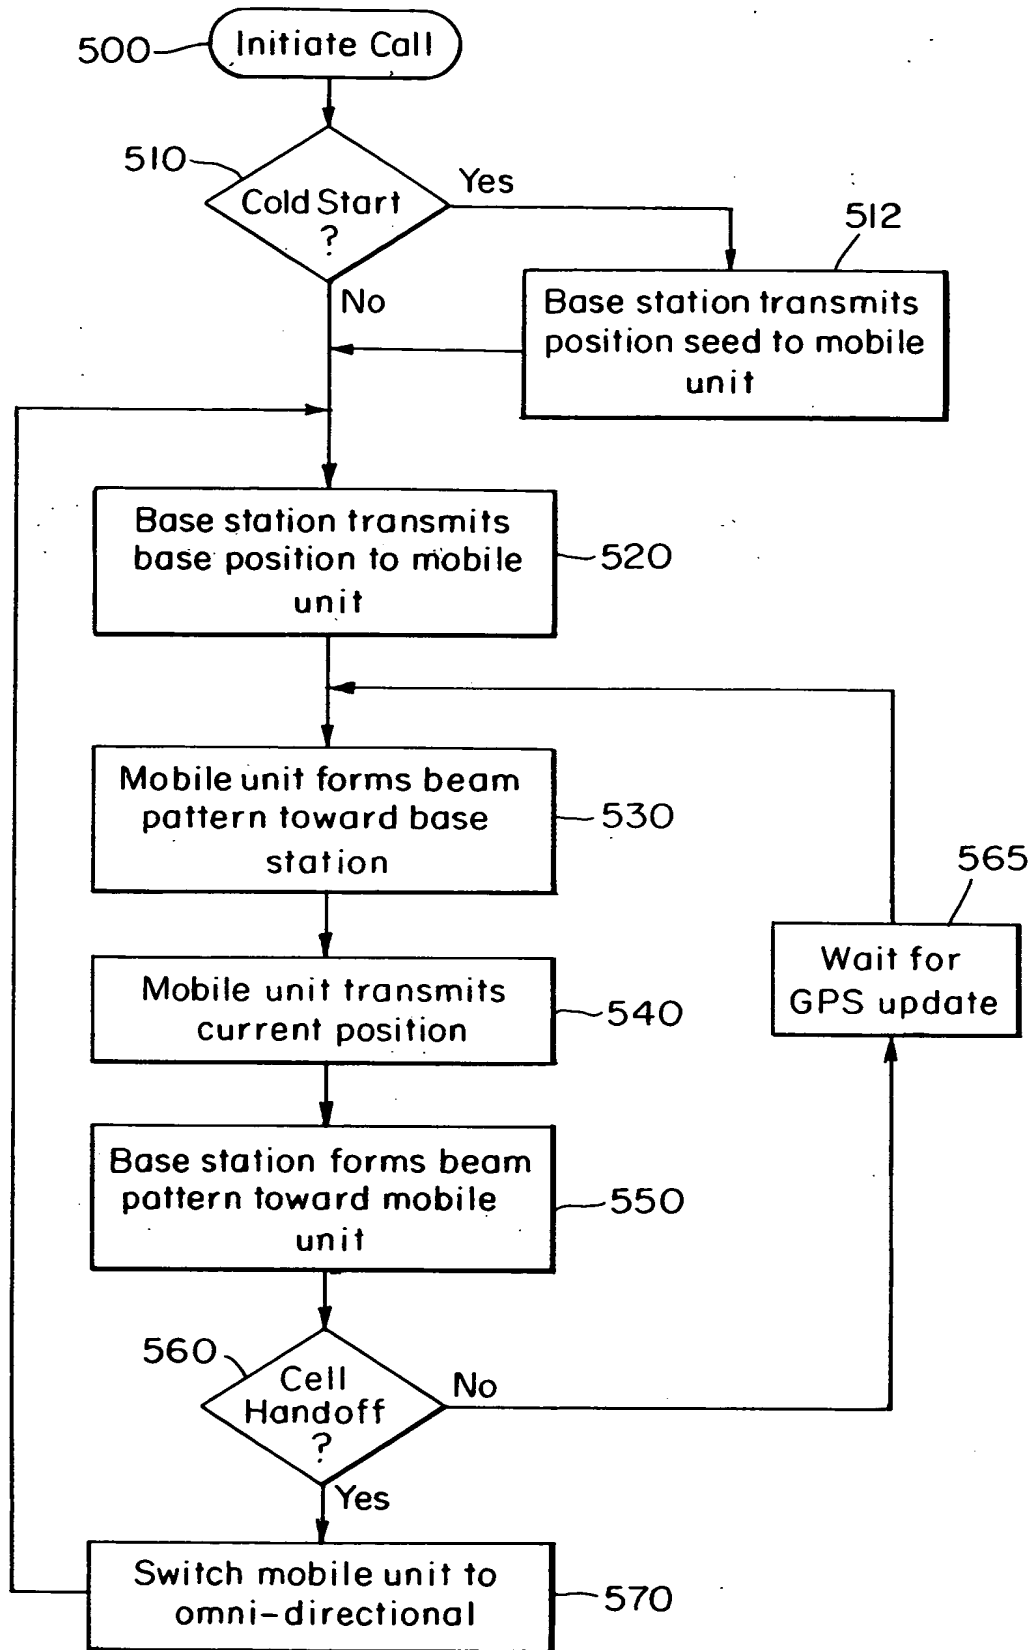 500
Initiate Call
510
Cold Start
?
Yes
No
512
Base station transmits
position seed to mobile
unit
Base station transmits
base position to mobile
unit
520
Mobile unit forms beam
pattern toward base
station
530
Mobile unit transmits
current position
540
565
Wait for
GPS update
Base station forms beam
pattern toward mobile
unit
550
560
Cell
Handoff
?
No
Yes
Switch mobile unit to
omni-directional
570